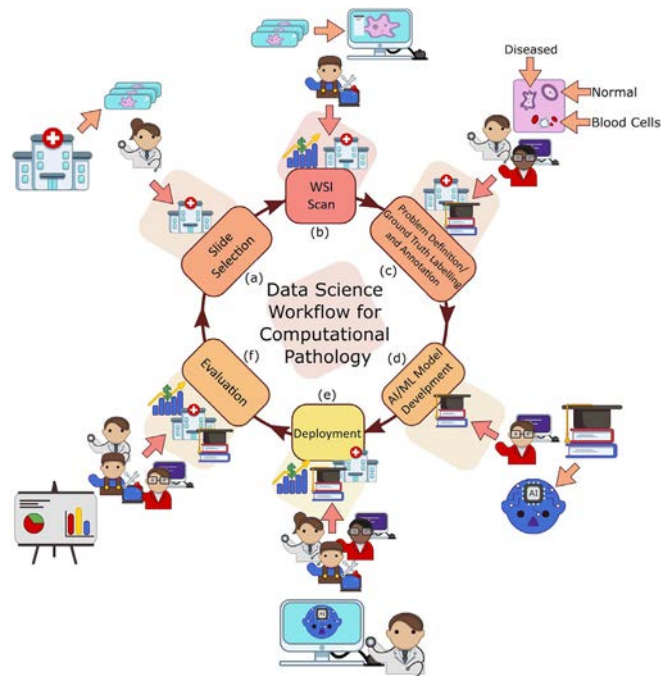 Diseased
Normal
Blood Cells
WSI
Scan
(b)
Slide
Selection
(a)
Problem Definition/
Ground Truth Labelling
and Annotation
(c)
Data Science
Workflow for
Computational
Pathology
(d)
AI/ML Model
Develpment
(e)
Deployment
(f)
Evaluation
AI
AI